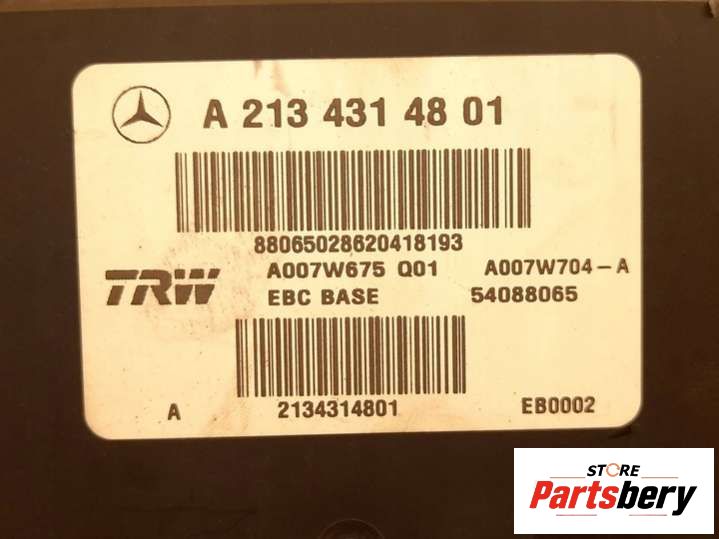 A 213 431 48 01
88065028620418193
A007W675 Q01 A007W704-A
TRW
EBC BASE 54088065
2134314801
A EB0002
STORE
Partsbery